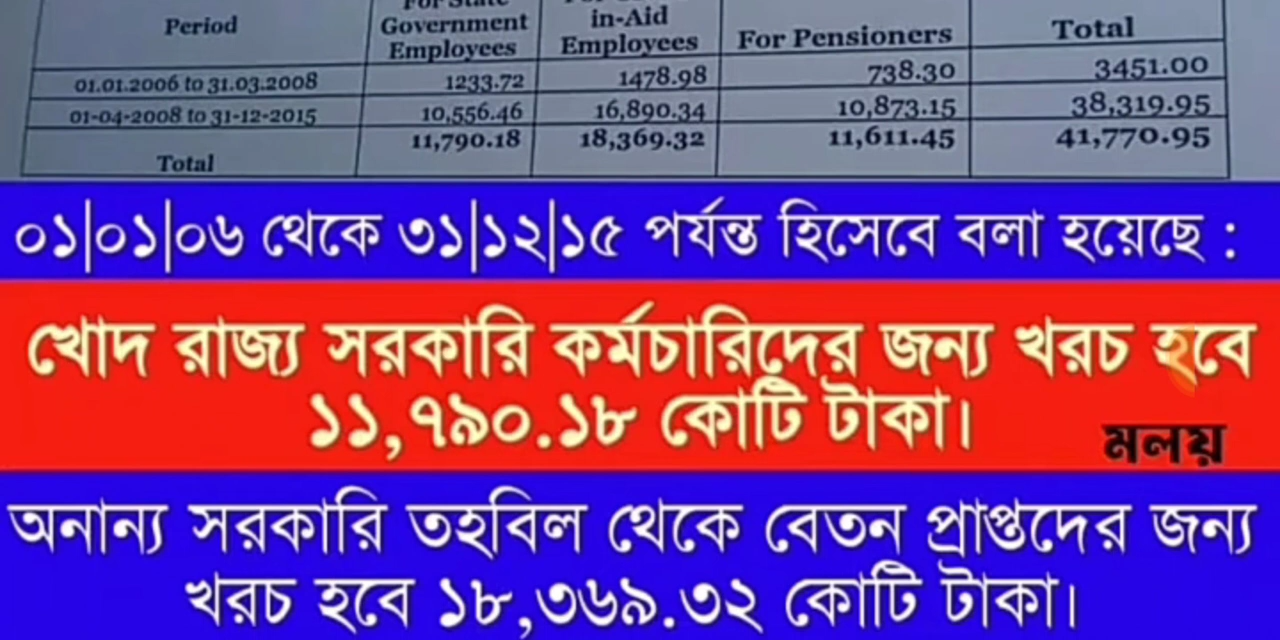 Period
Government
Employees
in-Aid
Employees
For Pensioners
Total
01.01.2006 to 31.03.2008 1233.72 1478.98 738.30 3451.00
01-04-2008 to 31-12-2015 10,556.46 16,890.34 10,873.15 38,319.95
Total 11,790.18 18,369.32 11,611.45 41,770.95
০১|০১|০৬ থেকে ৩১|১২|১৫ পর্যন্ত হিসেবে বলা হয়েছে :
খোদ রাজ্য সরকারি কর্মচারিদের জন্য খরচ হবে
১১,৭৯০.১৮ কোটি টাকা।
মলয়
অনান্য সরকারি তহবিল থেকে বেতন প্রাপ্তদের জন্য
খরচ হবে ১৮,৩৬৯.৩২ কোটি টাকা।